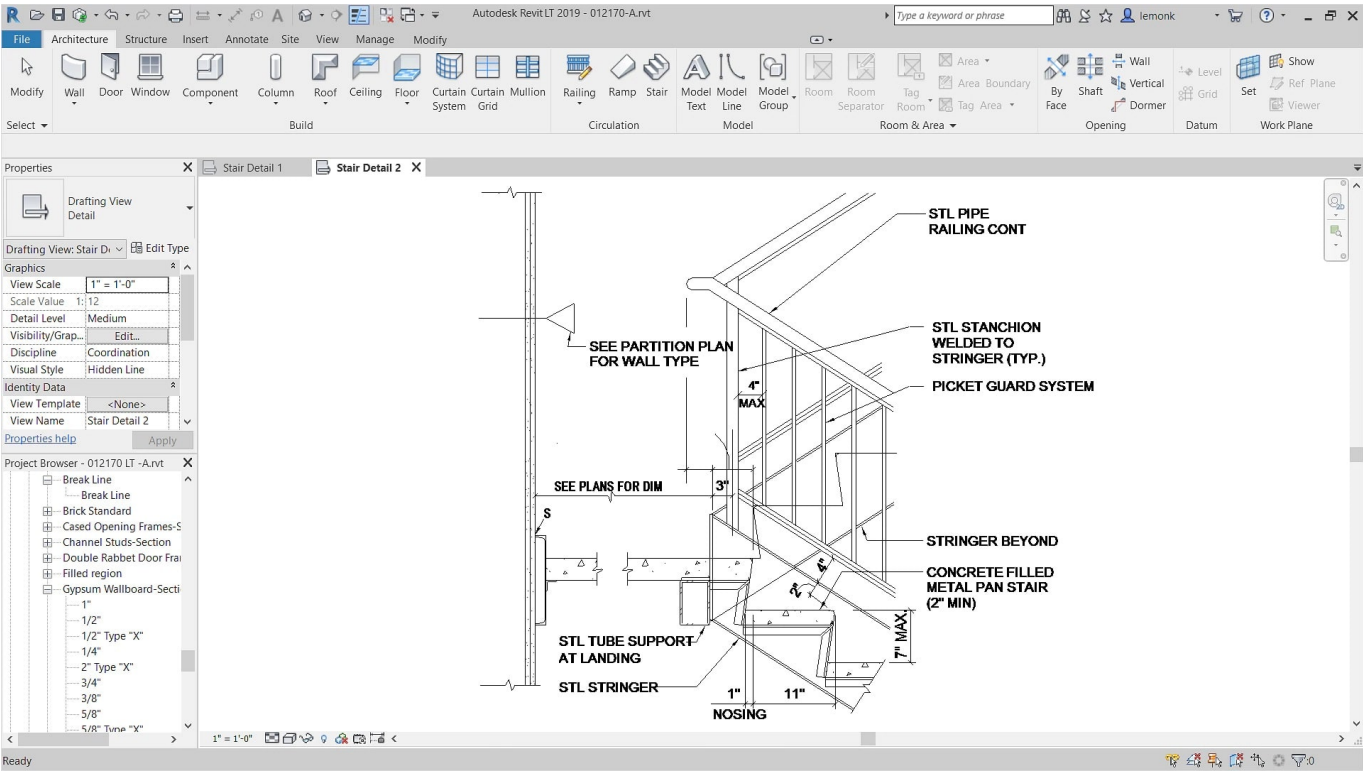 Autodesk Revit LT 2019 - 012170-A.rvt
Type a keyword or phrase
lemonk
File Architecture Structure Insert Annotate Site View Manage Modify
Modify Wall Door Window Component Column Roof Ceiling Floor Curtain System Curtain Grid Mullion Railing Ramp Stair Model Text Model Line Model Group Room Room Separator Tag Room By Face Shaft Set
Area
Area Boundary
Tag Area
Wall
Vertical
Dormer
Level
Grid
Show
Ref Plane
Viewer
Select Build Circulation Model Room & Area Opening Datum Work Plane
Properties X
Stair Detail 1 Stair Detail 2 X
Drafting View
Detail
Drafting View: Stair De Edit Type
Graphics
View Scale 1" = 1'-0"
Scale Value 1: 12
Detail Level Medium
Visibility/Grap... Edit...
Discipline Coordination
Visual Style Hidden Line
Identity Data
View Template <None>
View Name Stair Detail 2
Properties help Apply
Project Browser - 012170 LT -A.rvt X
Break Line
Break Line
Brick Standard
Cased Opening Frames-S
Channel Studs-Section
Double Rabbet Door Fra
Filled region
Gypsum Wallboard-Secti
1"
1/2"
1/2" Type "X"
1/4"
2" Type "X"
3/4"
3/8"
5/8"
5/8" Type "X"
STL PIPE
RAILING CONT
SEE PARTITION PLAN
FOR WALL TYPE
STL STANCHION
WELDED TO
STRINGER (TYP.)
PICKET GUARD SYSTEM
4"
MAX
SEE PLANS FOR DIM
3"
S
STRINGER BEYOND
4"
2"
CONCRETE FILLED
METAL PAN STAIR
(2" MIN)
7" MAX.
STL TUBE SUPPORT
AT LANDING
STL STRINGER
1" 11"
NOSING
1" = 1'-0"
Ready
:0